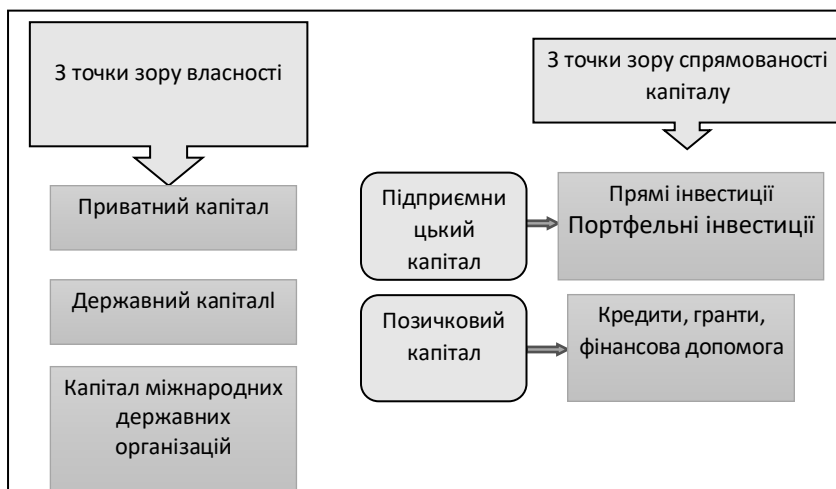 З точки зору власності
Приватний капітал
Державний капіталІ
Капітал міжнародних
державних
організацій
З точки зору спрямованості
капіталу
Підприємни
цький
капітал
Прямі інвестиції
Портфельні інвестиції
Позичковий
капітал
Кредити, гранти,
фінансова допомога